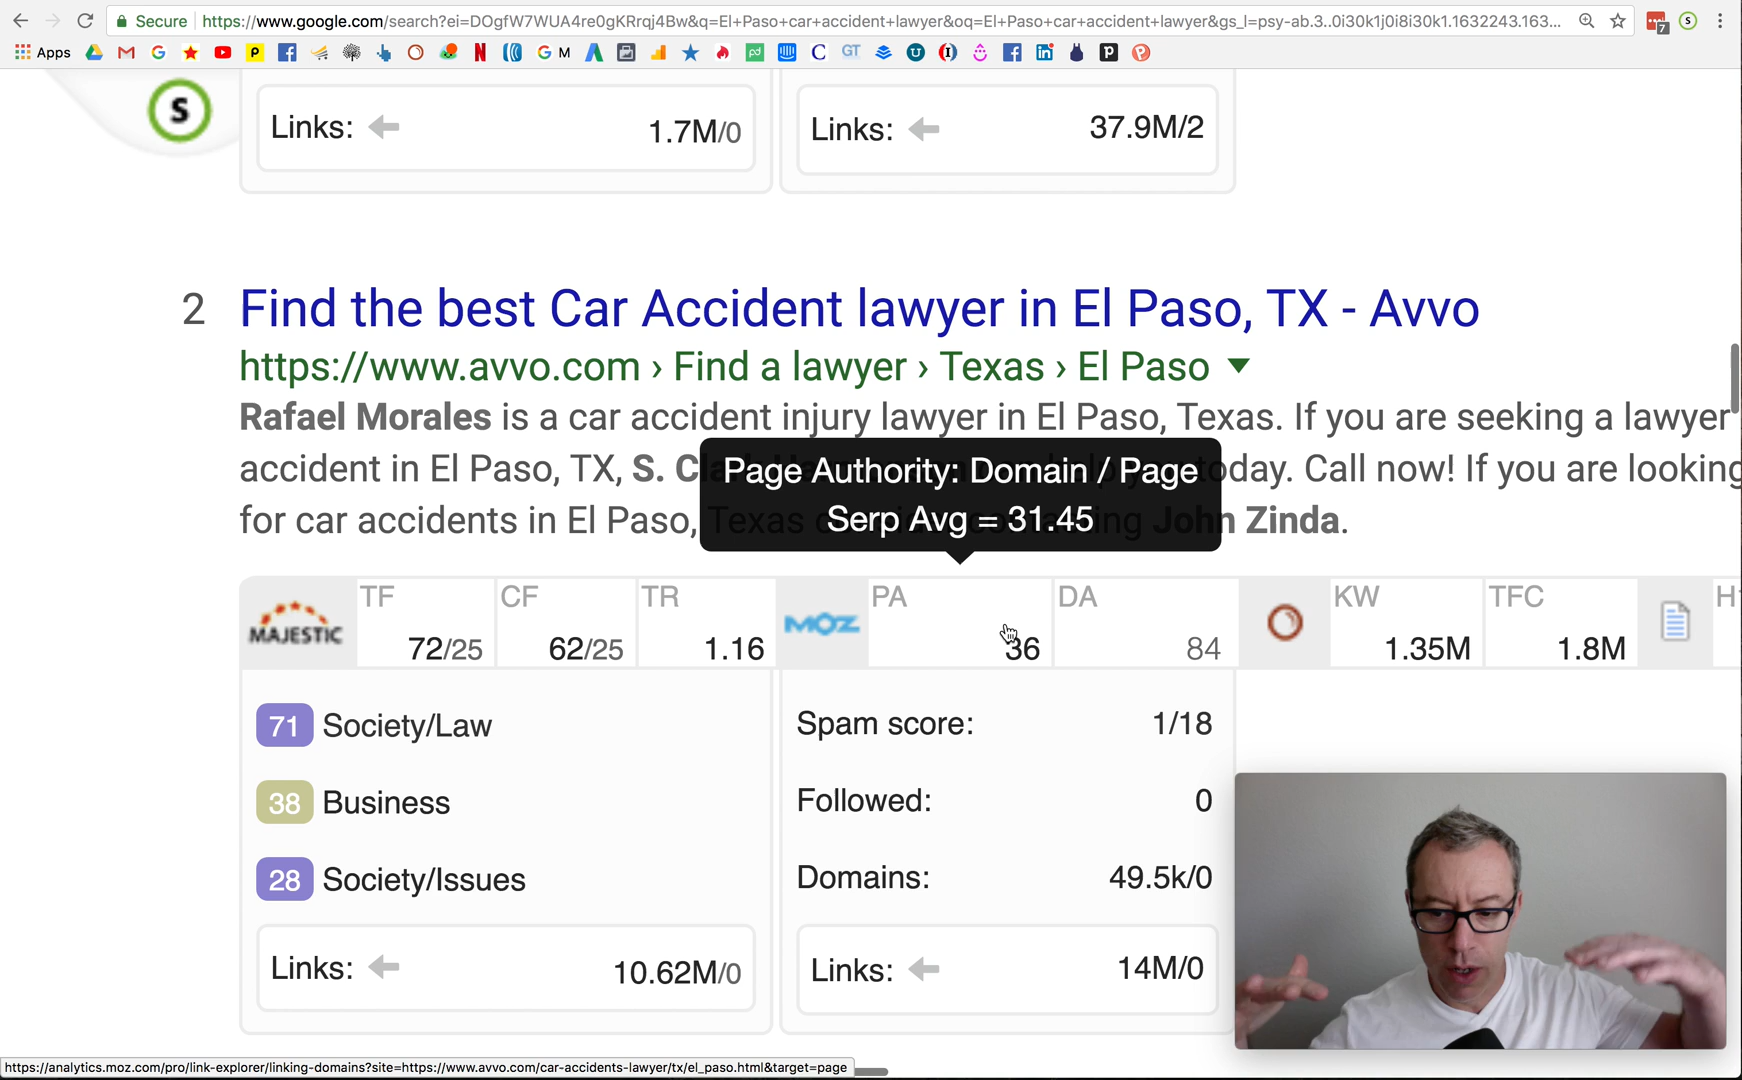 Secure https://www.google.com/search?ei=DOgfW7WUA4re0gKRrqj4Bw&q=El+Paso+car+accident+lawyer&oq=El+Paso+car+accident+lawyer&gs_l=psy-ab.3..0i30k1j0i8i30k1.1632243.163...
7
S
Apps
G M
GT
S
Links: 1.7M/0
Links: 37.9M/2
2 Find the best Car Accident lawyer in El Paso, TX - Avvo
https://www.avvo.com › Find a lawyer › Texas › El Paso
Rafael Morales is a car accident injury lawyer in El Paso, Texas. If you are seeking a lawyer
accident in El Paso, TX, S. today. Call now! If you are looking
for car accidents in El Paso, Texas John Zinda.
Page Authority: Domain / Page
Serp Avg = 31.45
MAJESTIC
TF 72/25
CF 62/25
TR 1.16
MOZ
PA 36
DA 84
KW 1.35M
TFC 1.8M
71 Society/Law
38 Business
28 Society/Issues
Links: 10.62M/0
Spam score: 1/18
Followed: 0
Domains: 49.5k/0
Links: 14M/0
https://analytics.moz.com/pro/link-explorer/linking-domains?site=https://www.avvo.com/car-accidents-lawyer/tx/el_paso.html&target=page